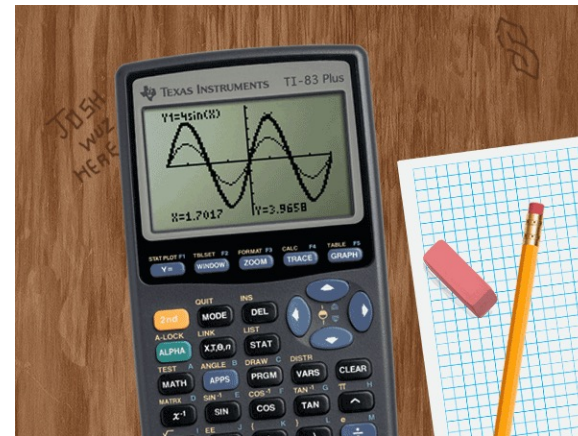 JOSH
WUZ
HERE
TEXAS INSTRUMENTS TI-83 Plus
Y1=4sin(X)
X=1.7017 Y=3.9658
STAT PLOT F1 TBLSET F2 FORMAT F3 CALC F4 TABLE F5
Y= WINDOW ZOOM TRACE GRAPH
QUIT INS
2nd MODE DEL
A-LOCK LINK LIST
ALPHA X,T,θ,n STAT
TEST A ANGLE B DRAW C DISTR
MATH APPS PRGM VARS CLEAR
MATRX D SIN⁻¹ E COS⁻¹ F TAN⁻¹ G π H
x⁻¹ SIN COS TAN ^
√ I EE J { K } L e M
÷